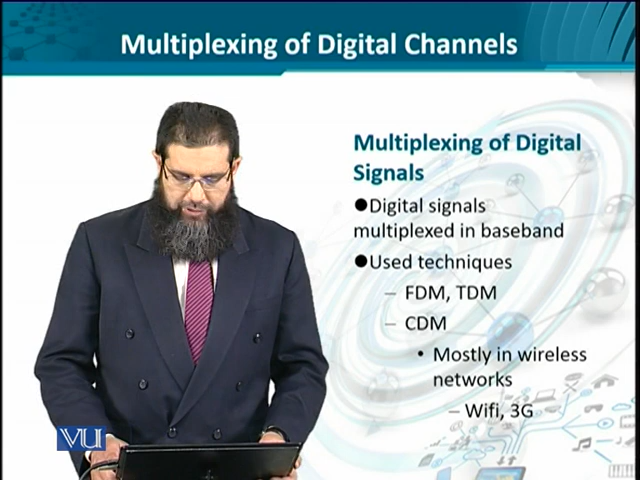 Multiplexing of Digital Channels
Multiplexing of Digital
Signals
●Digital signals
multiplexed in baseband
●Used techniques
– FDM, TDM
– CDM
• Mostly in wireless
networks
– Wifi, 3G
VU